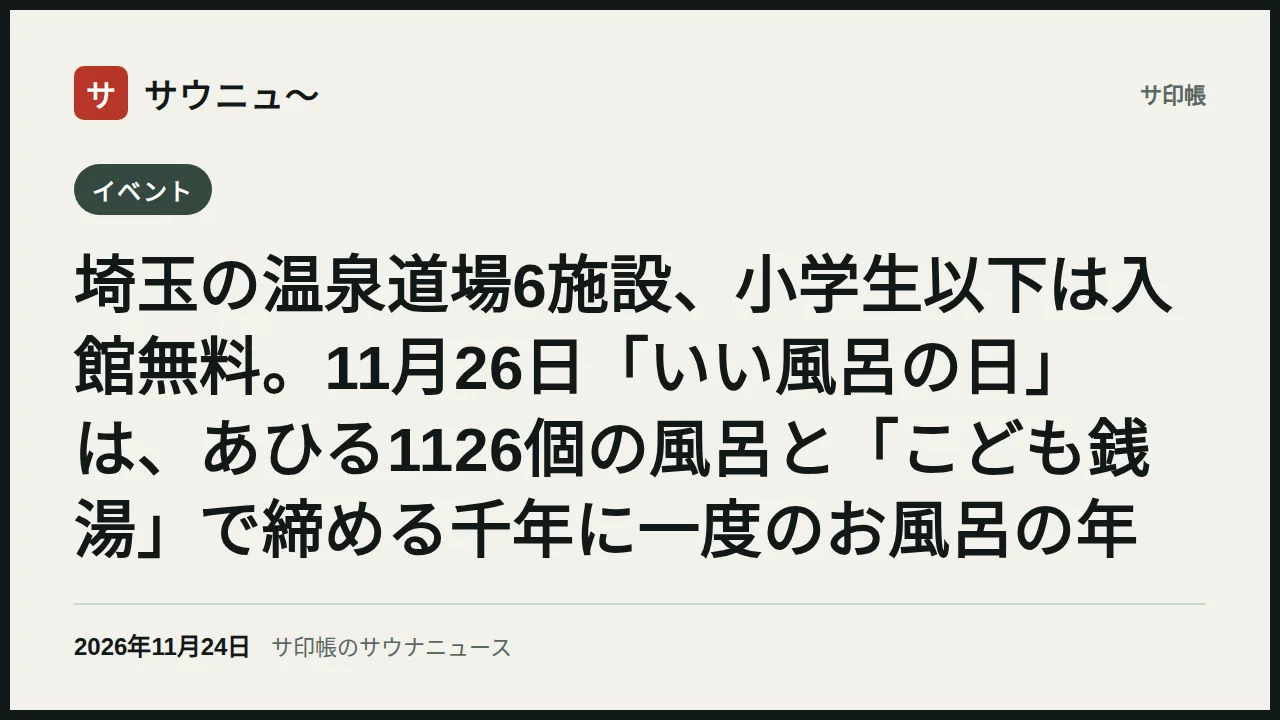 サ サウニュ〜
サ印帳
イベント
埼玉の温泉道場6施設、小学生以下は入
館無料。11月26日「いい風呂の日」
は、あひる1126個の風呂と「こども銭
湯」で締める千年に一度のお風呂の年
2026年11月24日 サ印帳のサウナニュース